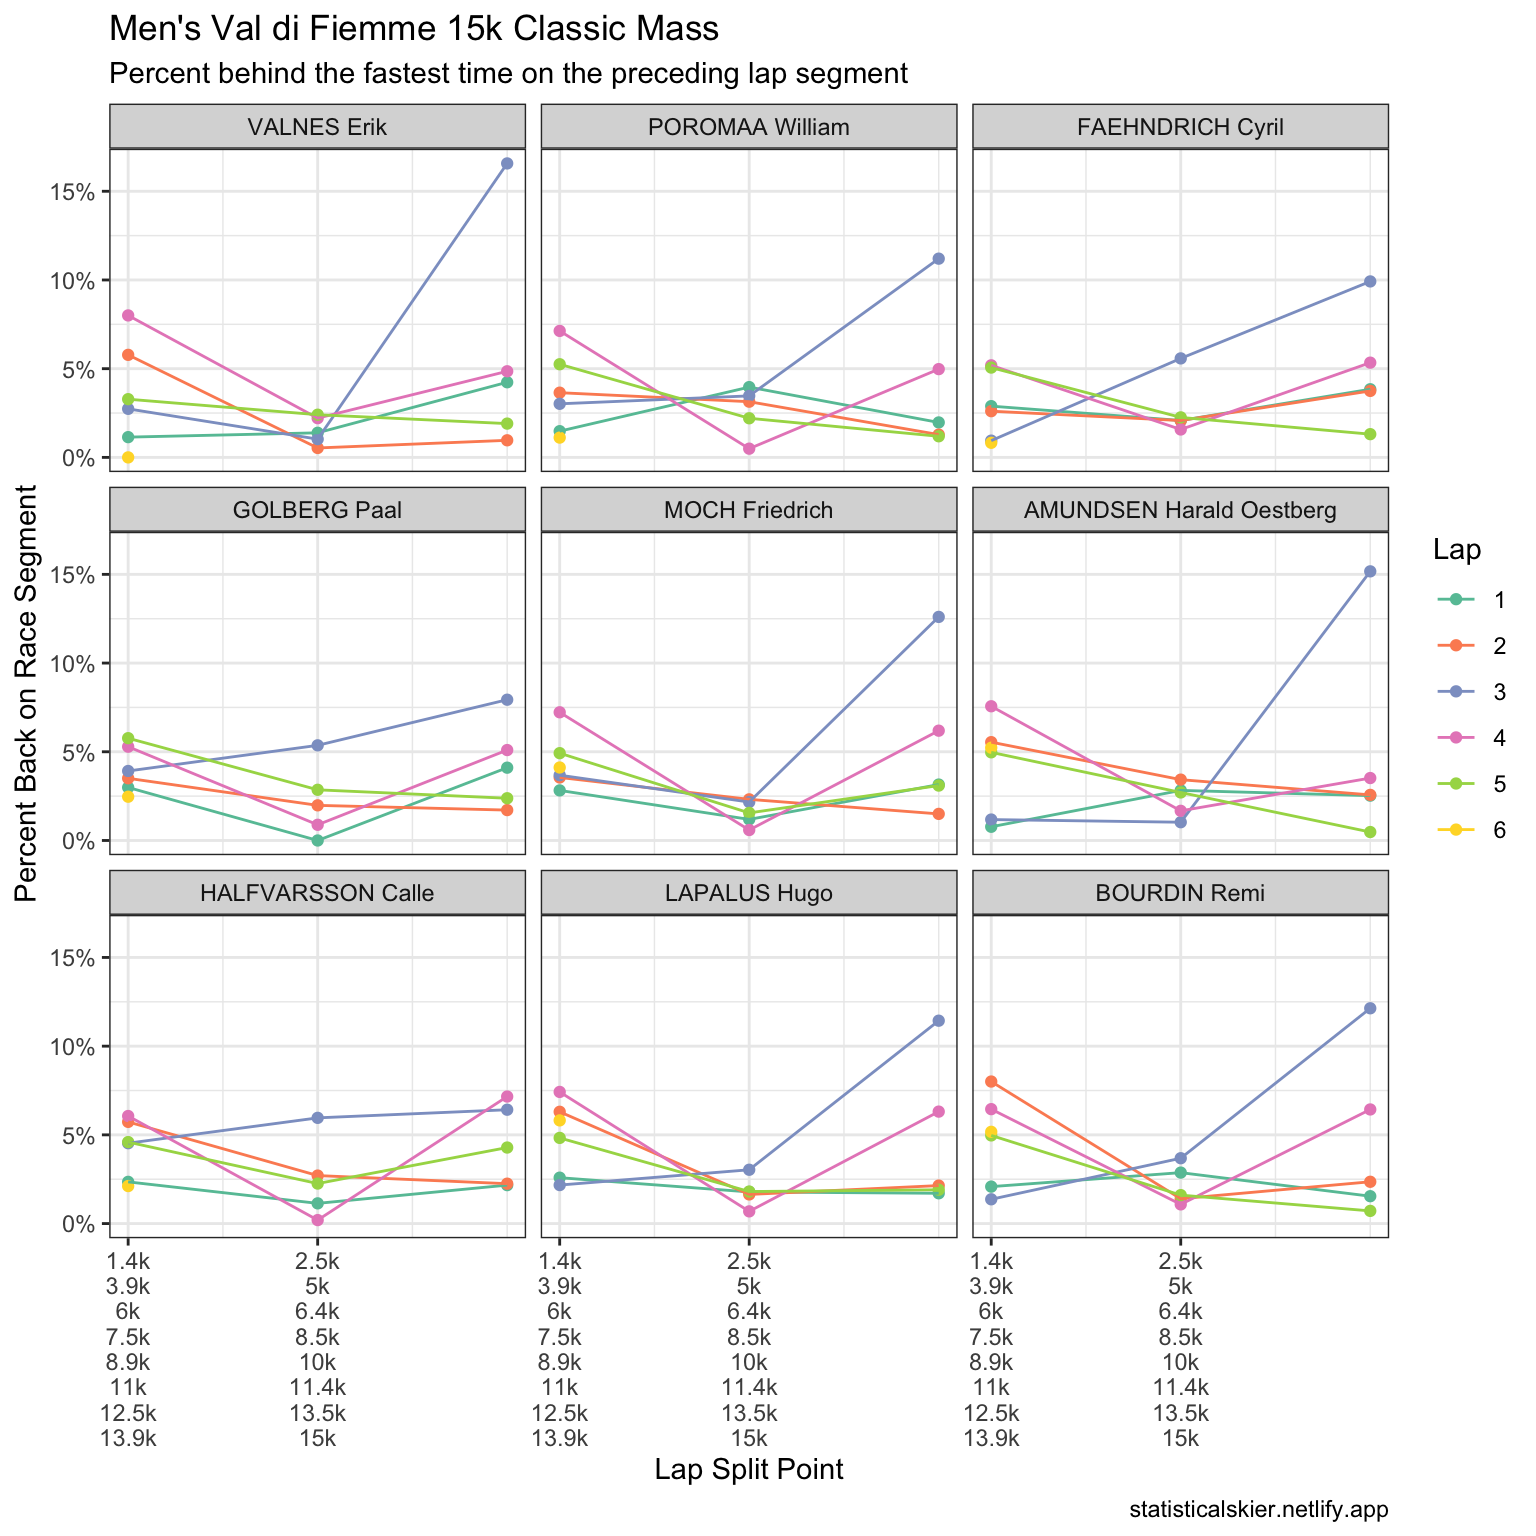 Men's Val di Fiemme 15k Classic Mass
Percent behind the fastest time on the preceding lap segment
VALNES Erik
POROMAA William
FAEHNDRICH Cyril
15%
10%
5%
0%
GOLBERG Paal
MOCH Friedrich
AMUNDSEN Harald Oestberg
15%
10%
5%
0%
HALFVARSSON Calle
LAPALUS Hugo
BOURDIN Remi
15%
10%
5%
0%
Percent Back on Race Segment
1.4k 2.5k 1.4k 2.5k 1.4k 2.5k
3.9k 5k 3.9k 5k 3.9k 5k
6k 6.4k 6k 6.4k 6k 6.4k
7.5k 8.5k 7.5k 8.5k 7.5k 8.5k
8.9k 10k 8.9k 10k 8.9k 10k
11k 11.4k 11k 11.4k 11k 11.4k
12.5k 13.5k 12.5k 13.5k 12.5k 13.5k
13.9k 15k 13.9k 15k 13.9k 15k
Lap Split Point
Lap
1
2
3
4
5
6
statisticalskier.netlify.app